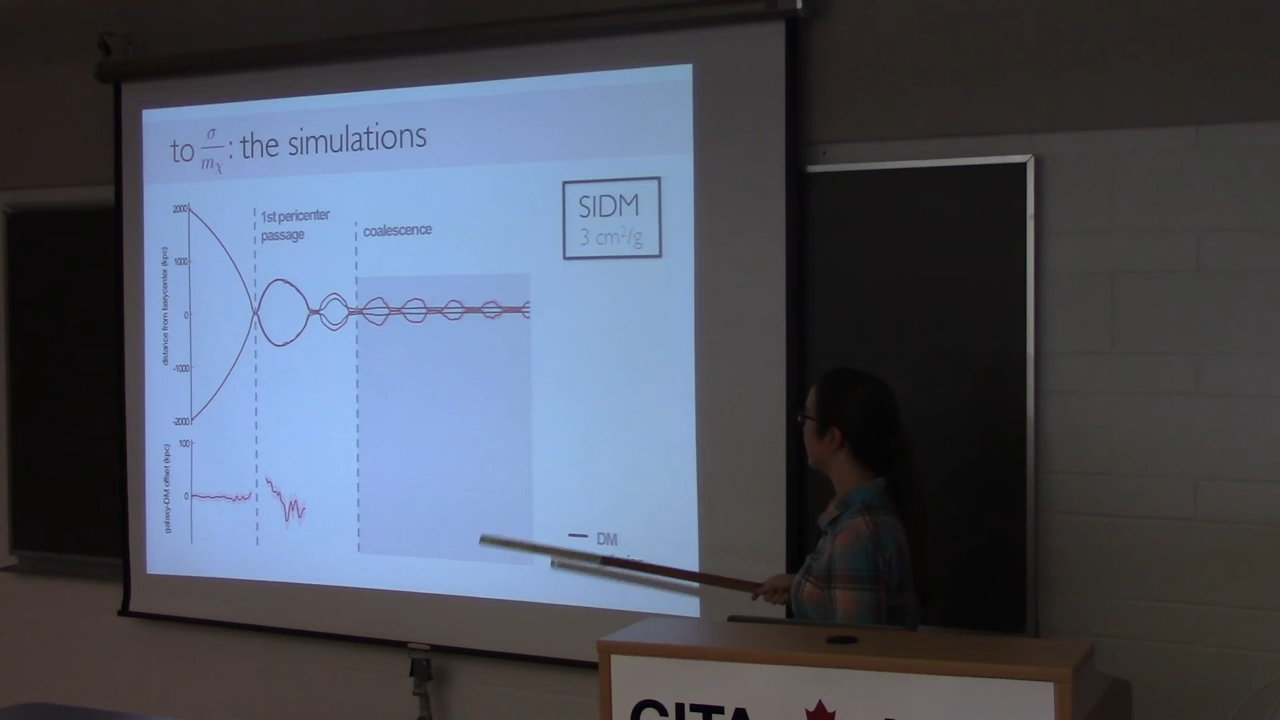 to σ/mχ: the simulations
SIDM
3 cm²/g
1st pericenter
passage
coalescence
distance from barycenter (kpc)
2000
1000
0
-1000
-2000
galaxy-DM offset (kpc)
100
0
DM
CITA